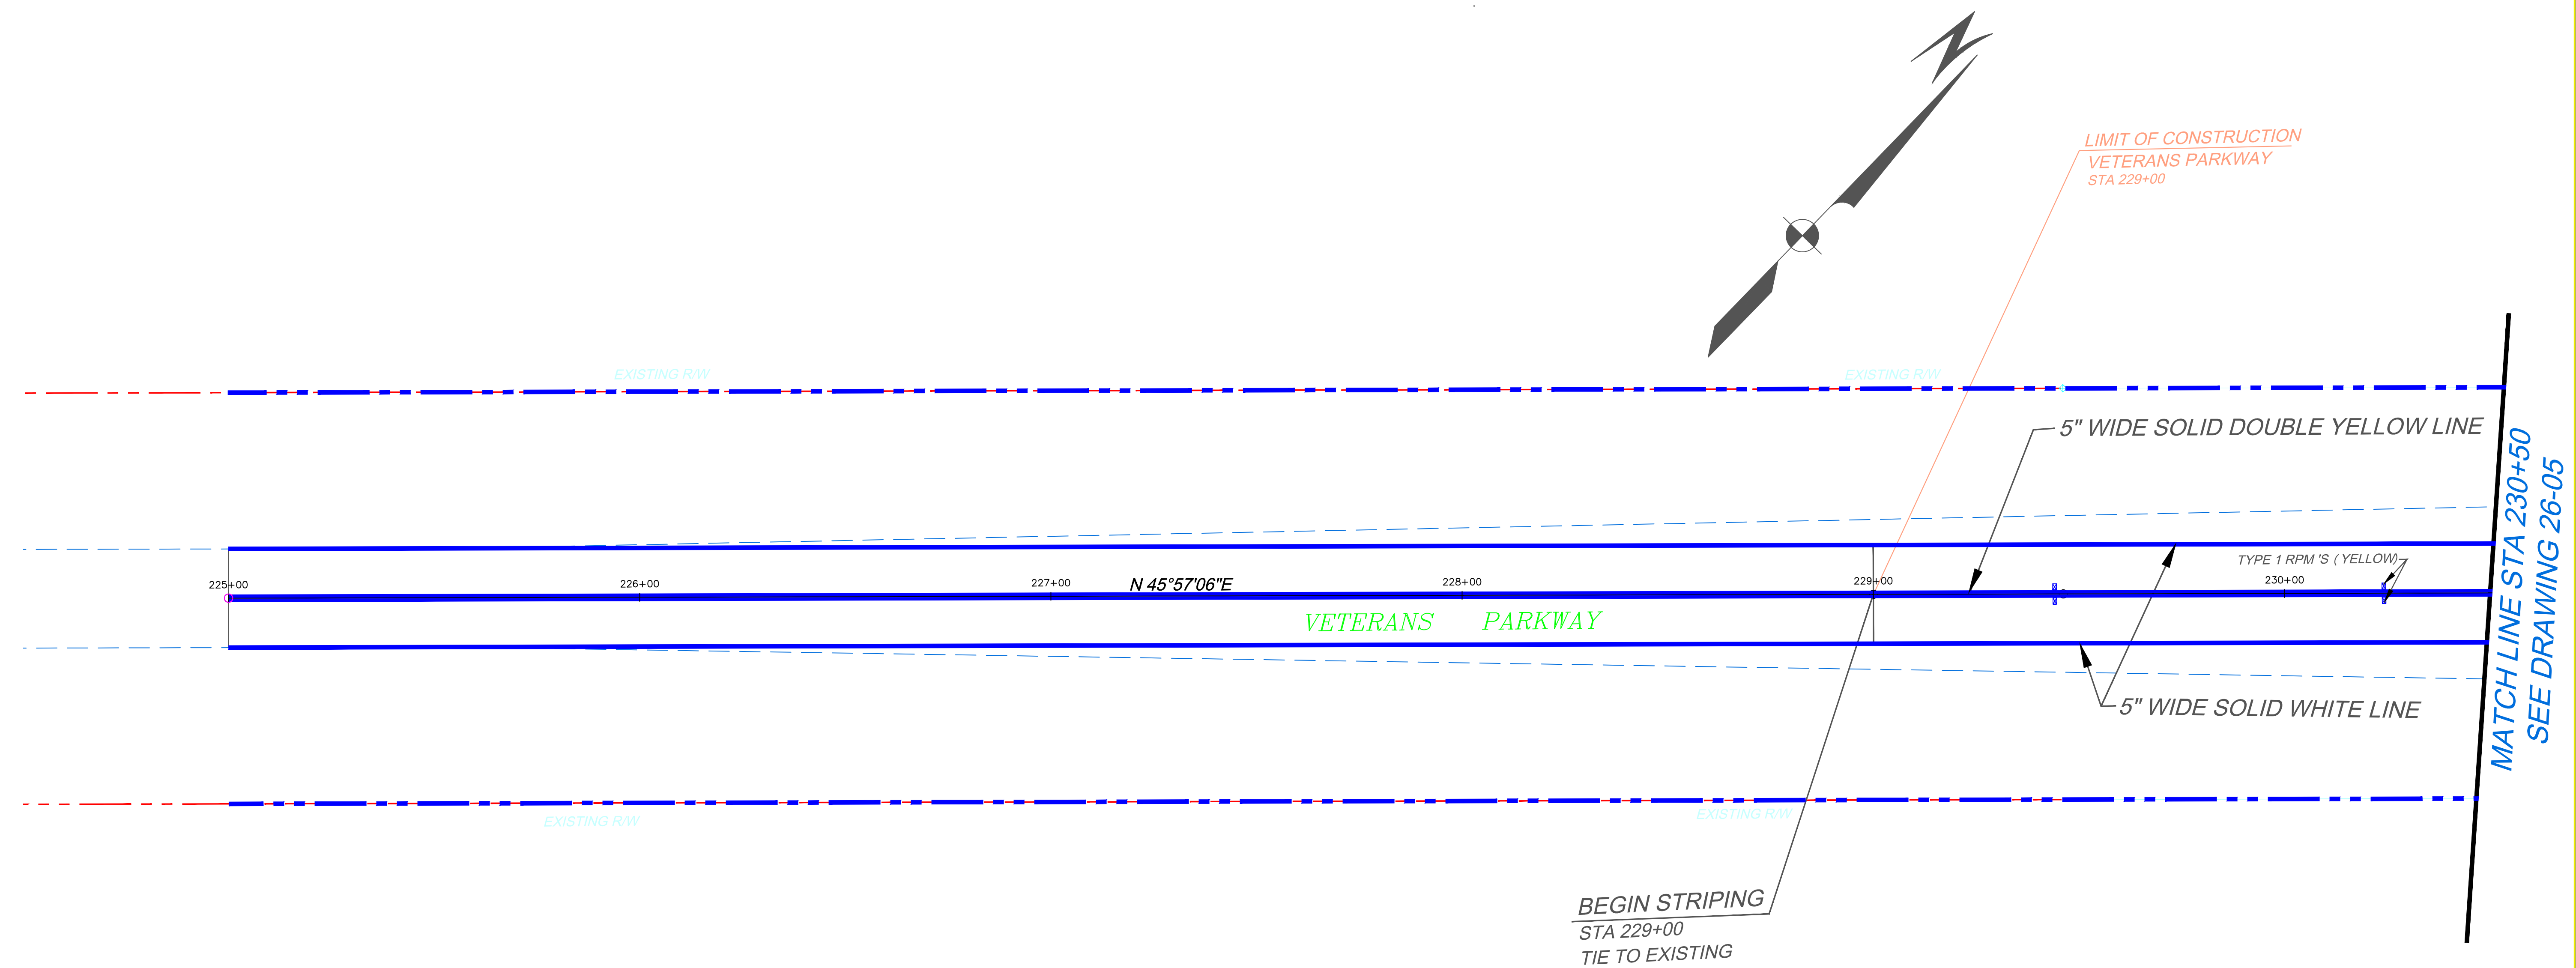 N
LIMIT OF CONSTRUCTION
VETERANS PARKWAY
STA 229+00
EXISTING R/W
EXISTING R/W
5" WIDE SOLID DOUBLE YELLOW LINE
MATCH LINE STA 230+50
SEE DRAWING 26-05
TYPE 1 RPM'S (YELLOW)
225+00
226+00
227+00
N 45°57'06"E
228+00
229+00
230+00
VETERANS PARKWAY
5" WIDE SOLID WHITE LINE
EXISTING R/W
EXISTING R/W
BEGIN STRIPING
STA 229+00
TIE TO EXISTING